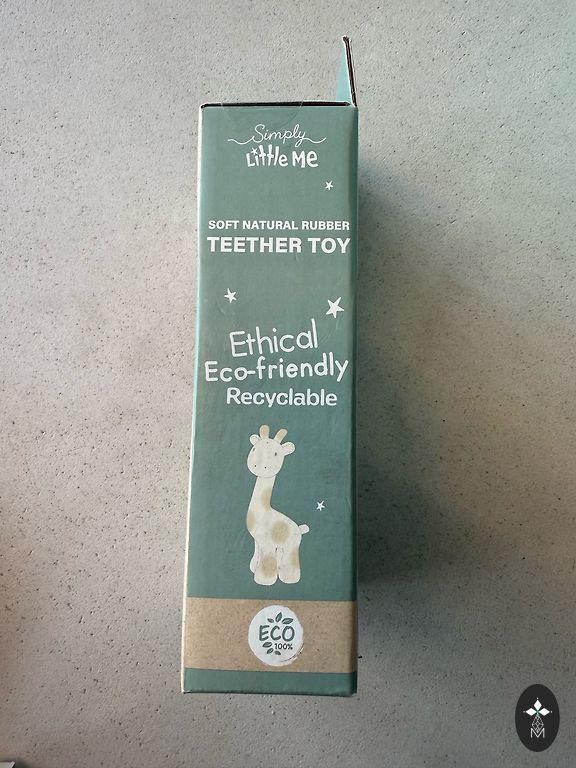 Simply
Little Me
SOFT NATURAL RUBBER
TEETHER TOY
Ethical
Eco-friendly
Recyclable
ECO
100%
M